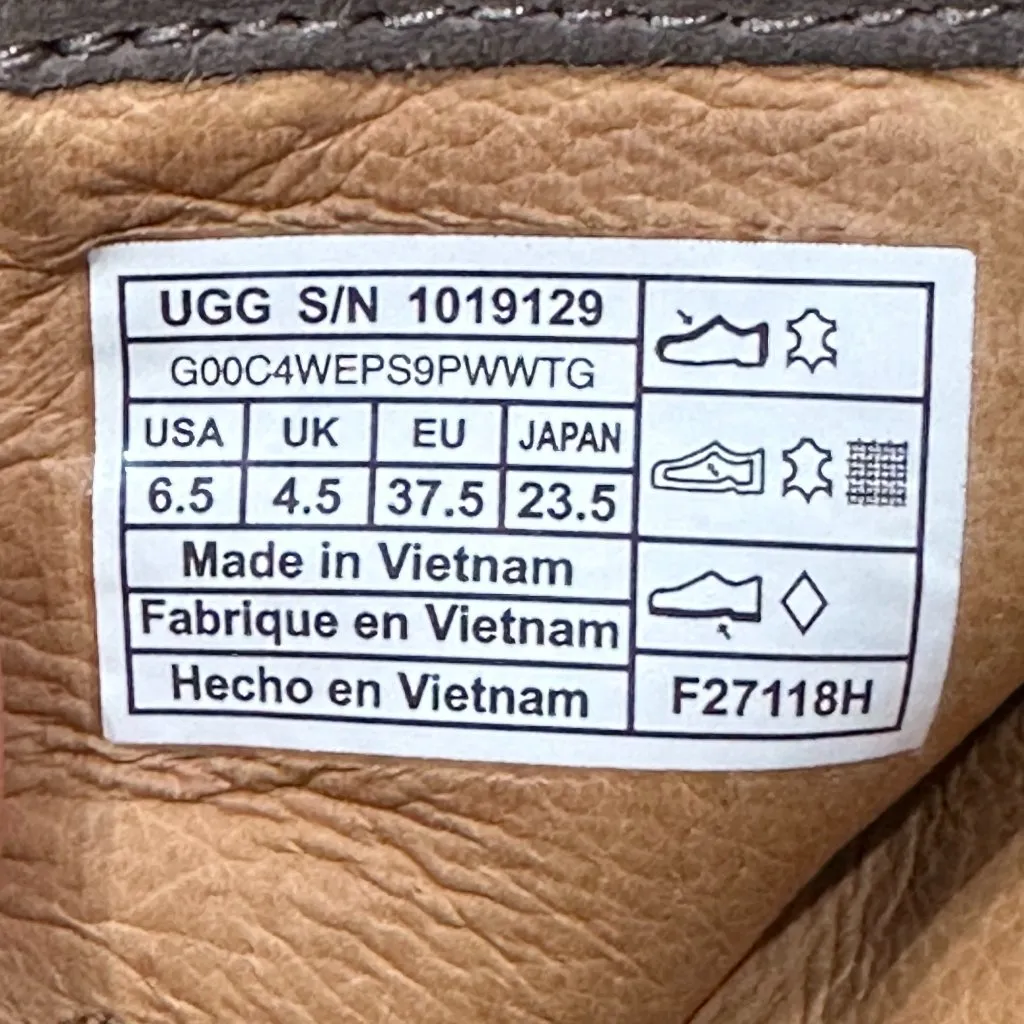 UGG S/N 1019129
G00C4WEPS9PWWTG
USA UK EU JAPAN
6.5 4.5 37.5 23.5
Made in Vietnam
Fabrique en Vietnam
Hecho en Vietnam
F27118H